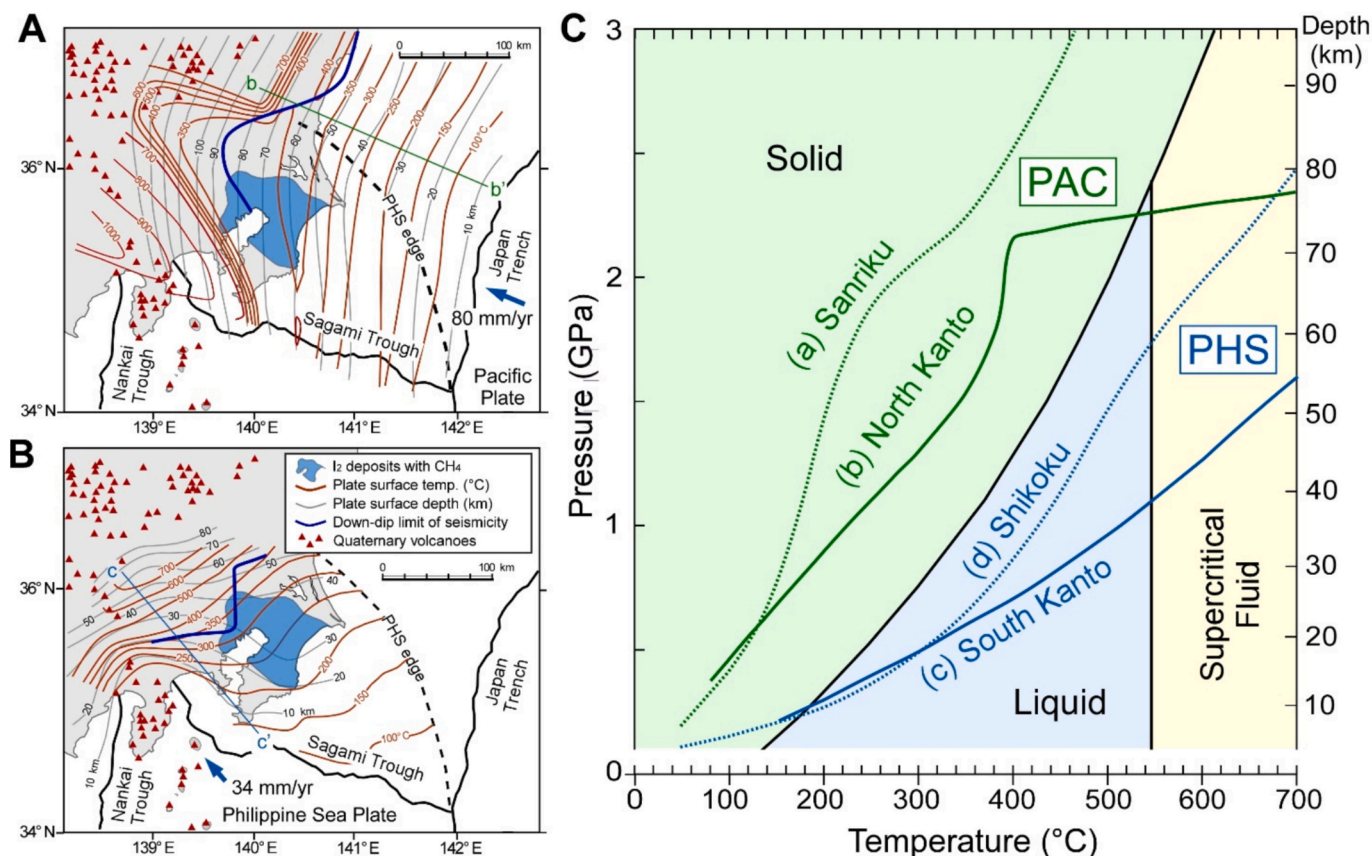 A
0 100 km
b
b'
600
500
400
350
700
800
900
1000
100
90
80
70
60
50
40
700
400
400
350
300
250
200
150
100°C
30
20
10 km
36°N
34°N
PHS edge
Japan
Trench
80 mm/yr
Sagami Trough
Nankai
Trough
Pacific
Plate
139°E 140°E 141°E 142°E
B
I₂ deposits with CH₄
Plate surface temp. (°C)
Plate surface depth (km)
Down-dip limit of seismicity
Quaternary volcanoes
0 100 km
c
c'
80
70
60
50
40
30
20
10 km
700
600
500
400
300
250
200
150
100°C
36°N
34°N
PHS edge
Japan Trench
Sagami Trough
Nankai
Trough
34 mm/yr
Philippine Sea Plate
139°E 140°E 141°E 142°E
C
Depth
(km)
3
2
1
0
Pressure (GPa)
90
80
70
60
50
40
30
20
10
Solid
PAC
(a) Sanriku
(b) North Kanto
PHS
(d) Shikoku
(c) South Kanto
Liquid
Supercritical
Fluid
0 100 200 300 400 500 600 700
Temperature (°C)